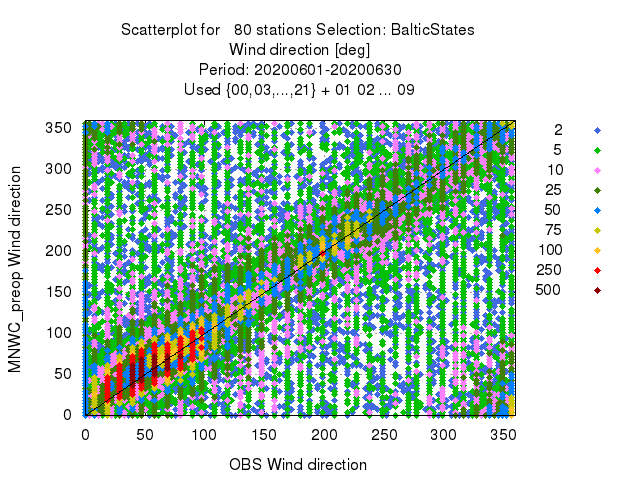 Scatterplot for   80 stations Selection: BalticStates
Wind direction [deg]
Period: 20200601-20200630
Used {00,03,...,21} + 01 02 ... 09
MNWC_preop Wind direction
350
300
250
200
150
100
50
0
0 50 100 150 200 250 300 350
OBS Wind direction
2
5
10
25
50
75
100
250
500